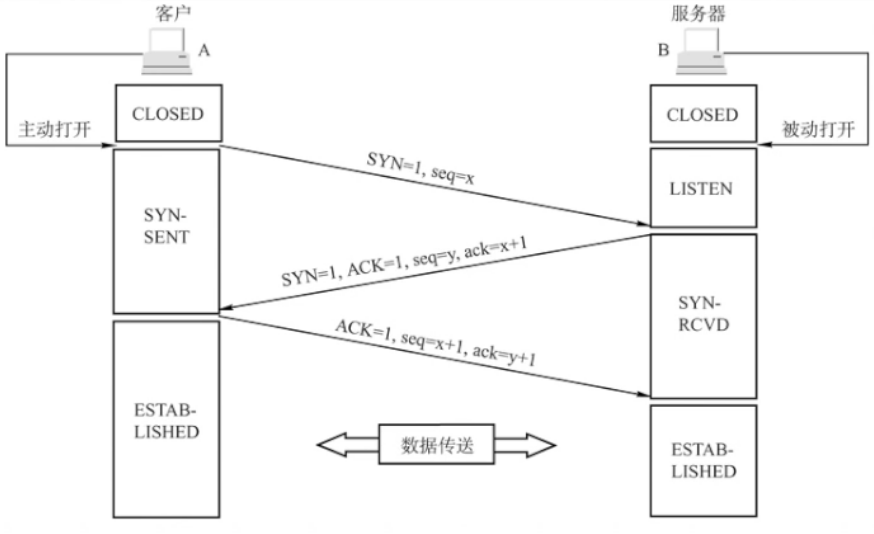 客户
服务器
A
B
CLOSED
CLOSED
主动打开
被动打开
SYN=1, seq=x
LISTEN
SYN-
SENT
SYN=1, ACK=1, seq=y, ack=x+1
SYN-
RCVD
ACK=1, seq=x+1, ack=y+1
ESTAB-
LISHED
数据传送
ESTAB-
LISHED